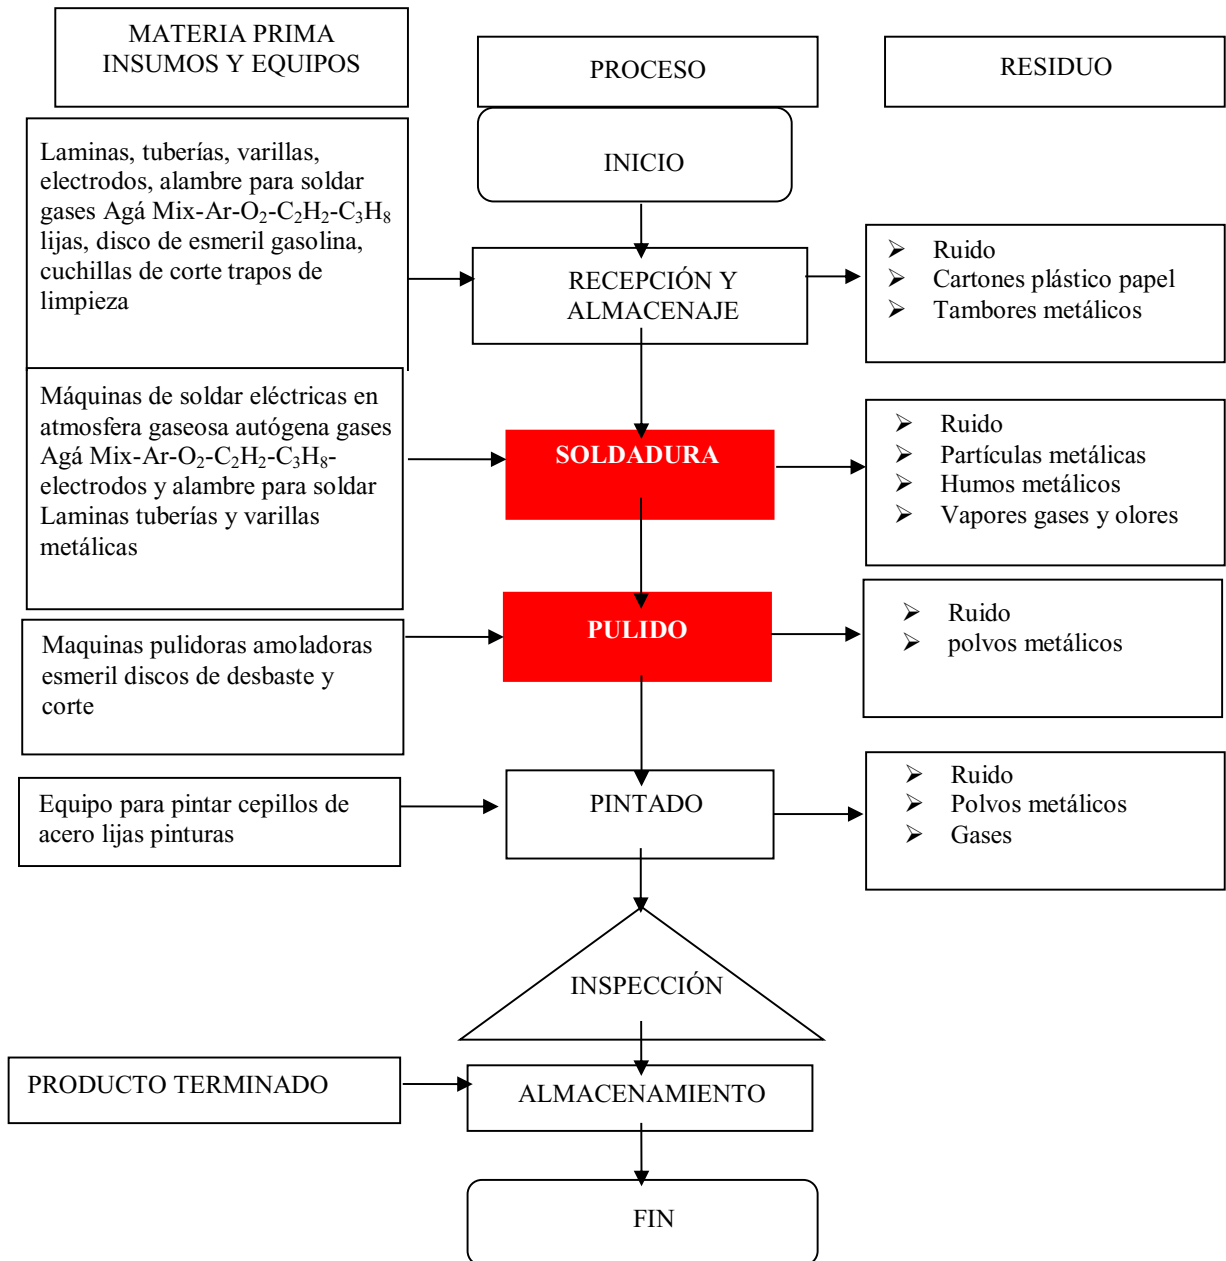 MATERIA PRIMA
INSUMOS Y EQUIPOS
PROCESO
RESIDUO
INICIO
Laminas, tuberías, varillas,
electrodos, alambre para soldar
gases Agá Mix-Ar-O₂-C₂H₂-C₃H₈
lijas, disco de esmeril gasolina,
cuchillas de corte trapos de
limpieza
RECEPCIÓN Y
ALMACENAJE
➢ Ruido
➢ Cartones plástico papel
➢ Tambores metálicos
Máquinas de soldar eléctricas en
atmosfera gaseosa autógena gases
Agá Mix-Ar-O₂-C₂H₂-C₃H₈-
electrodos y alambre para soldar
Laminas tuberías y varillas
metálicas
SOLDADURA
➢ Ruido
➢ Partículas metálicas
➢ Humos metálicos
➢ Vapores gases y olores
Maquinas pulidoras amoladoras
esmeril discos de desbaste y
corte
PULIDO
➢ Ruido
➢ polvos metálicos
Equipo para pintar cepillos de
acero lijas pinturas
PINTADO
➢ Ruido
➢ Polvos metálicos
➢ Gases
INSPECCIÓN
PRODUCTO TERMINADO
ALMACENAMIENTO
FIN